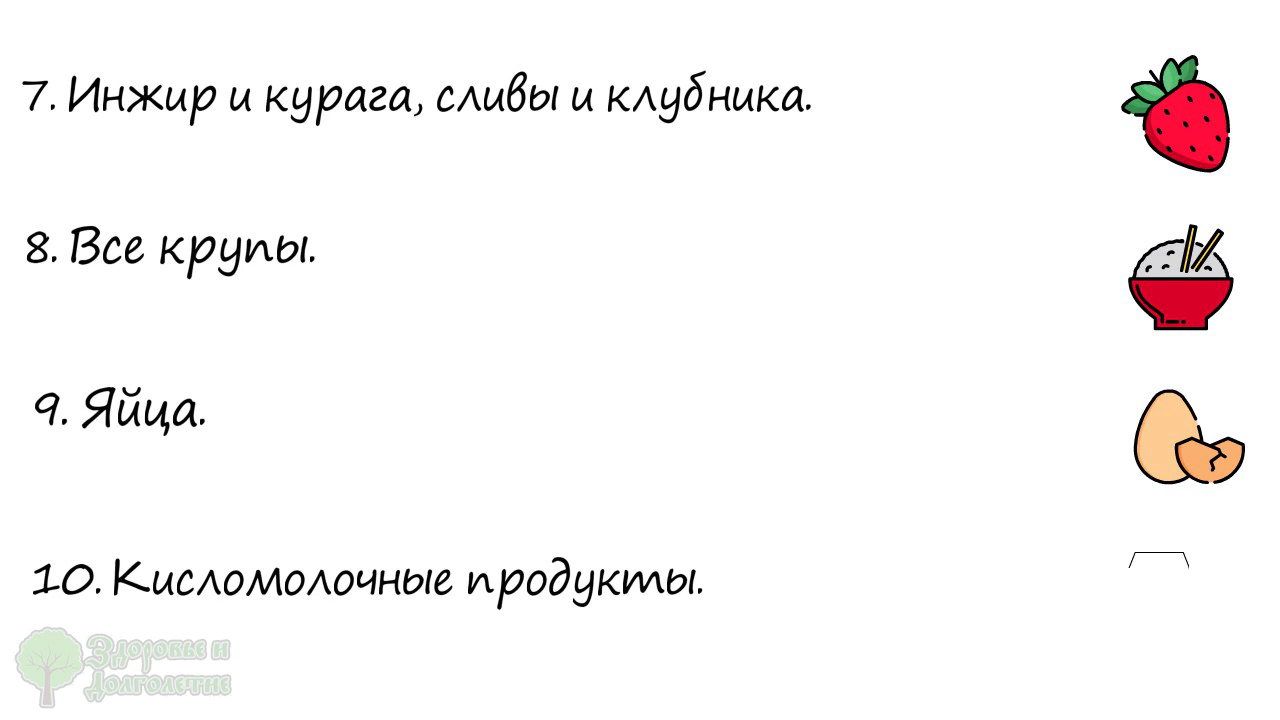 7. Инжир и курага, сливы и клубника.
8. Все крупы.
9. Яйца.
10. Кисломолочные продукты.
Здоровье и
Долголетие